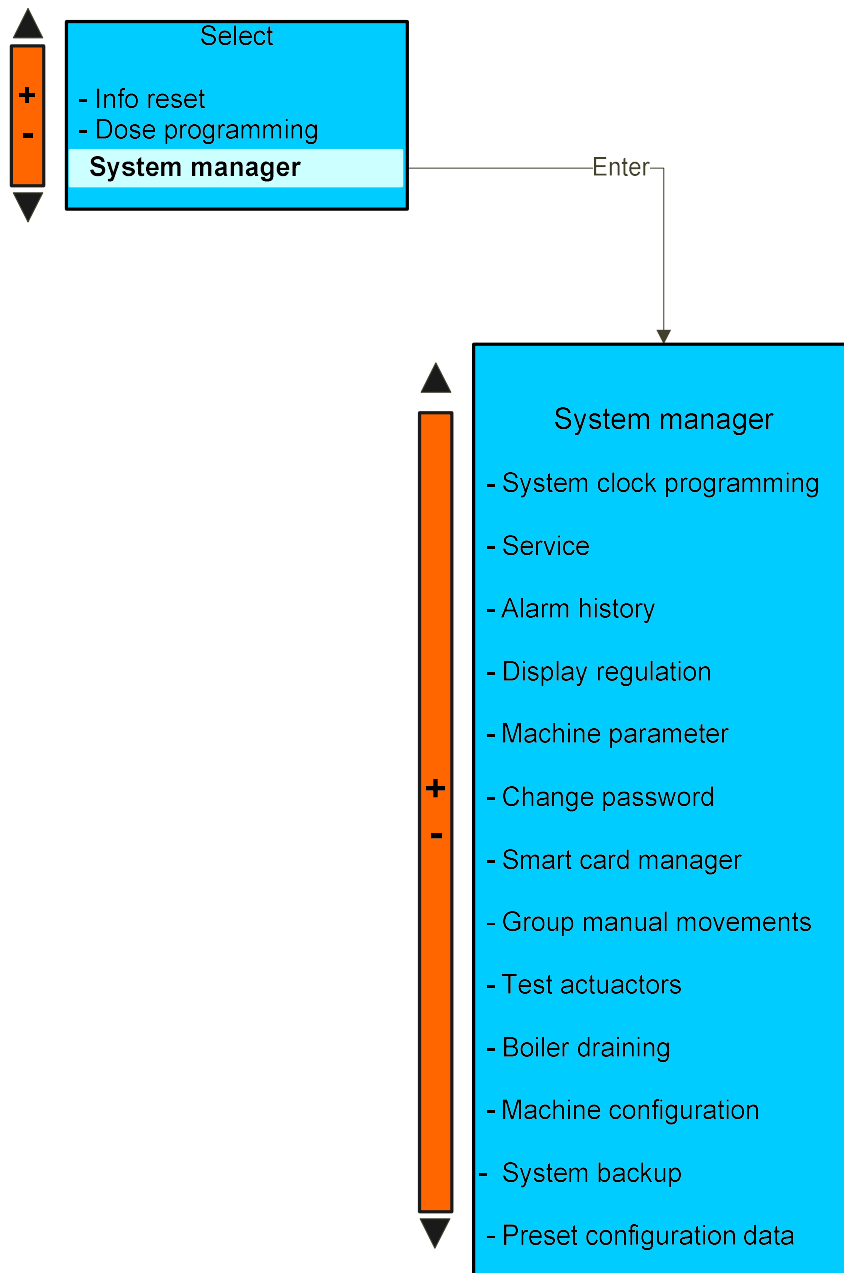 Select
+
-
- Info reset
- Dose programming
System manager
Enter
System manager
- System clock programming
- Service
- Alarm history
- Display regulation
- Machine parameter
- Change password
- Smart card manager
- Group manual movements
- Test actuactors
- Boiler draining
- Machine configuration
- System backup
- Preset configuration data
+
-